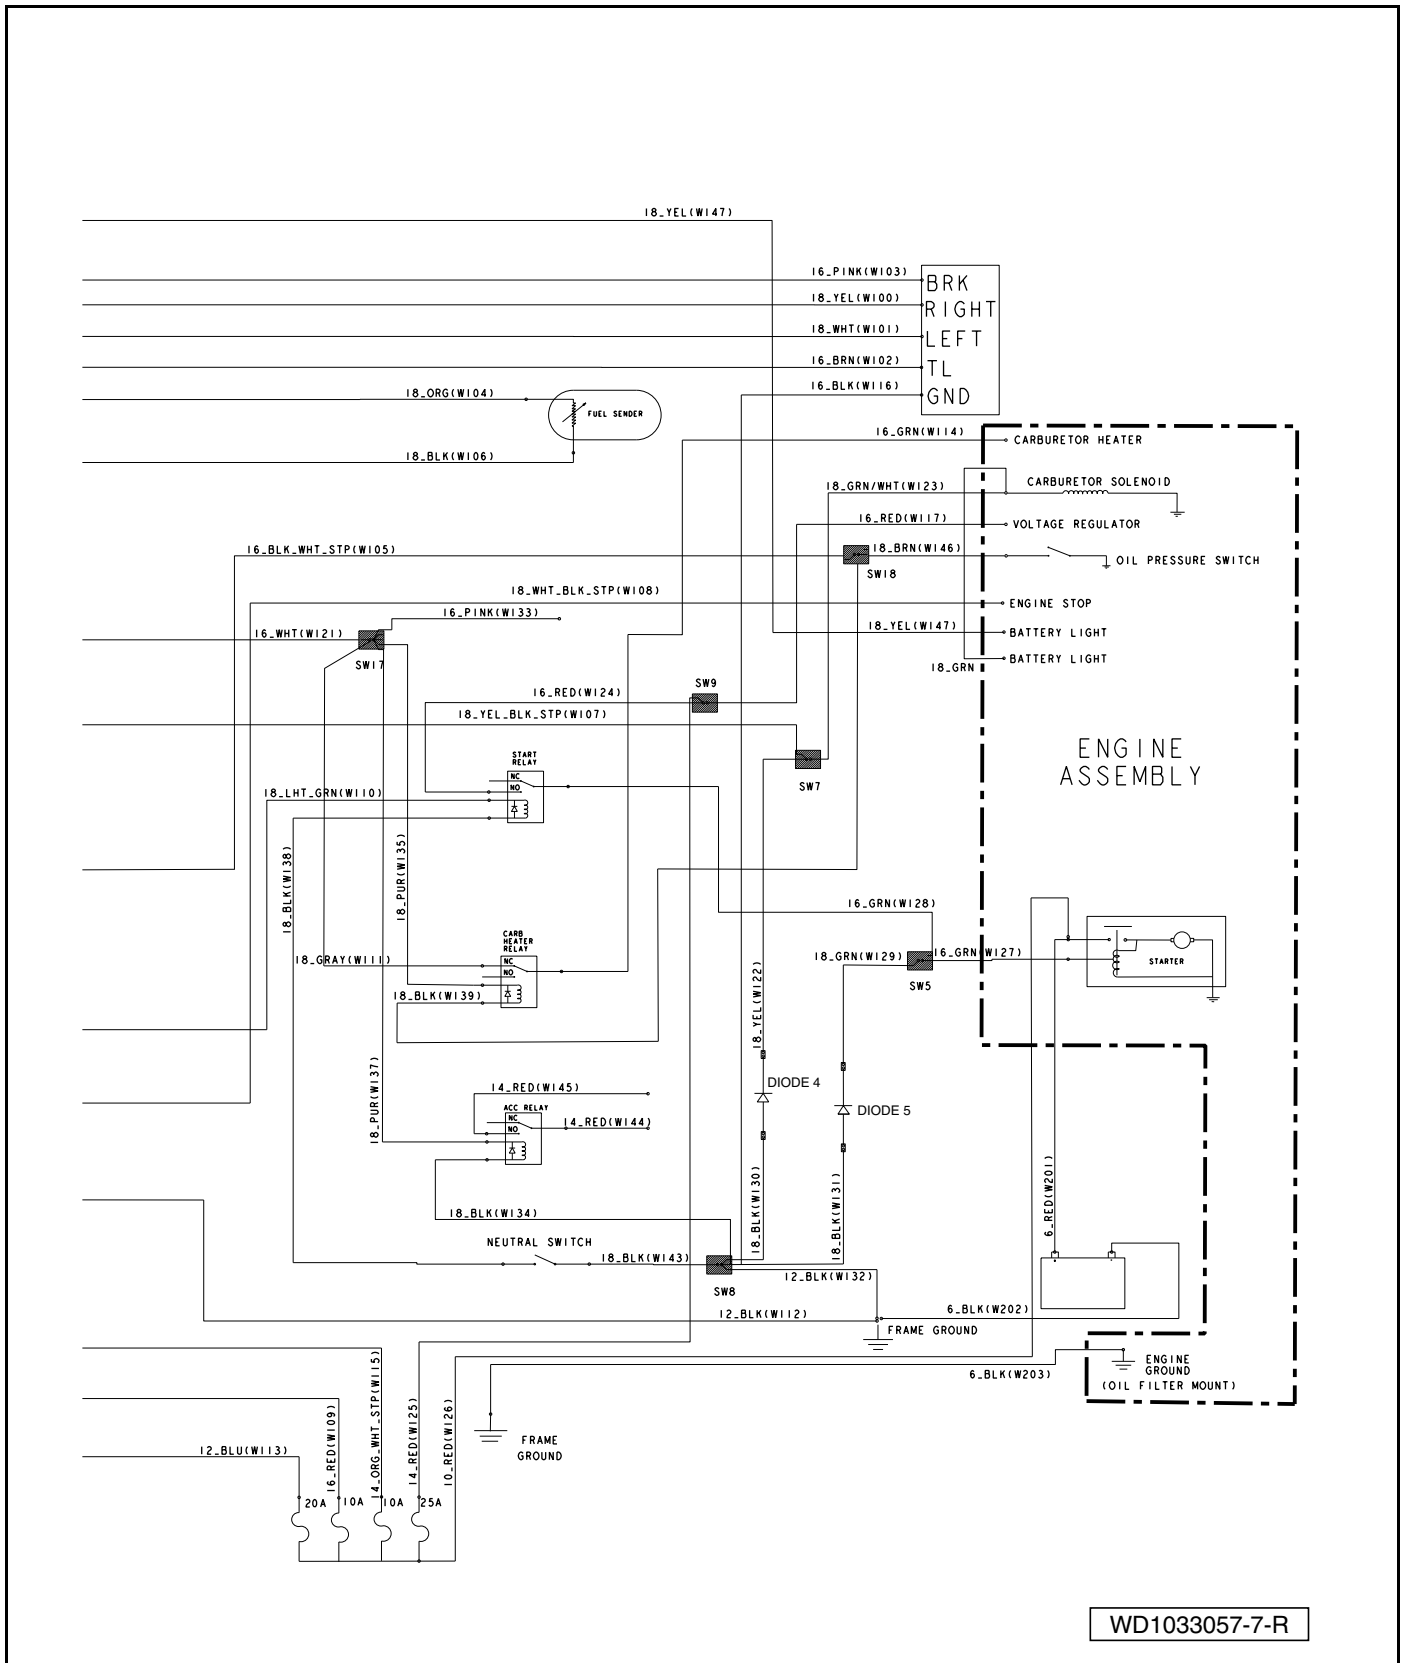 18_YEL(W147)
16_PINK(W103)
BRK
18_YEL(W100)
RIGHT
18_WHT(W101)
LEFT
16_BRN(W102)
TL
16_BLK(W116)
GND
18_ORG(W104)
FUEL SENDER
18_BLK(W106)
16_GRN(W114)
CARBURETOR HEATER
18_GRN/WHT(W123)
CARBURETOR SOLENOID
16_RED(W117)
VOLTAGE REGULATOR
16_BLK_WHT_STP(W105)
18_BRN(W146)
OIL PRESSURE SWITCH
SW18
18_WHT_BLK_STP(W108)
ENGINE STOP
16_PINK(W133)
16_WHT(W121)
18_YEL(W147)
BATTERY LIGHT
SW17
18_GRN
BATTERY LIGHT
SW9
16_RED(W124)
18_YEL_BLK_STP(W107)
ENGINE
ASSEMBLY
START
RELAY
NC
NO
SW7
18_LHT_GRN(W110)
18_BLK(W138)
18_PUR(W135)
16_GRN(W128)
CARB
HEATER
RELAY
NC
NO
18_GRAY(W111)
18_BLK(W139)
18_GRN(W129)
16_GRN(W127)
STARTER
SW5
18_YEL(W122)
18_PUR(W137)
DIODE 4
DIODE 5
14_RED(W145)
ACC RELAY
NC
NO
14_RED(W144)
18_BLK(W130)
18_BLK(W131)
6_RED(W201)
18_BLK(W134)
NEUTRAL SWITCH
18_BLK(W143)
SW8
12_BLK(W132)
12_BLK(W112)
6_BLK(W202)
FRAME GROUND
6_BLK(W203)
ENGINE
GROUND
(OIL FILTER MOUNT)
FRAME
GROUND
12_BLU(W113)
16_RED(W109)
14_ORG_WHT_STP(W115)
14_RED(W125)
10_RED(W126)
20A
10A
10A
25A
WD1033057-7-R